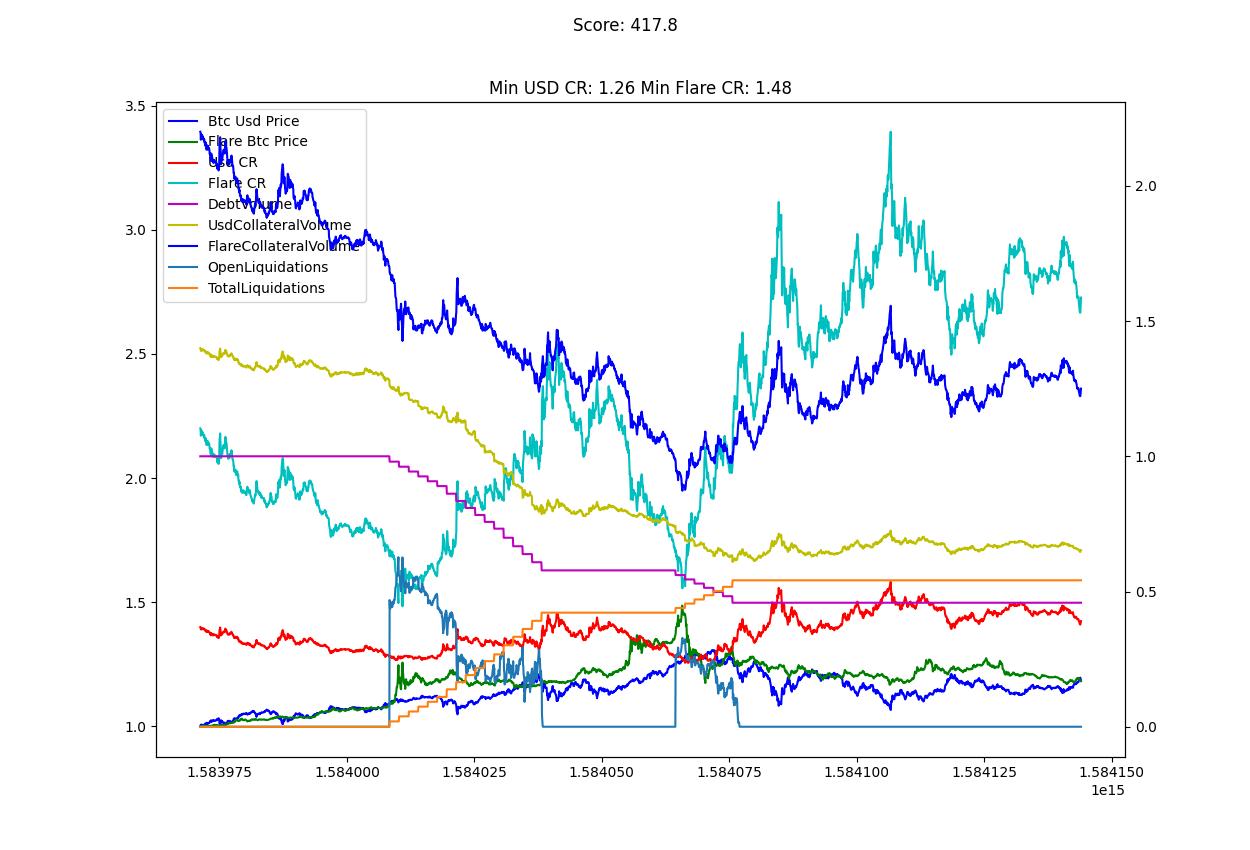 Score: 417.8
Min USD CR: 1.26 Min Flare CR: 1.48
Btc Usd Price
Flare Btc Price
Usd CR
Flare CR
DebtVolume
UsdCollateralVolume
FlareCollateralVolume
OpenLiquidations
TotalLiquidations
3.5
3.0
2.5
2.0
1.5
1.0
2.0
1.5
1.0
0.5
0.0
1.583975
1.584000
1.584025
1.584050
1.584075
1.584100
1.584125
1.584150
1e15